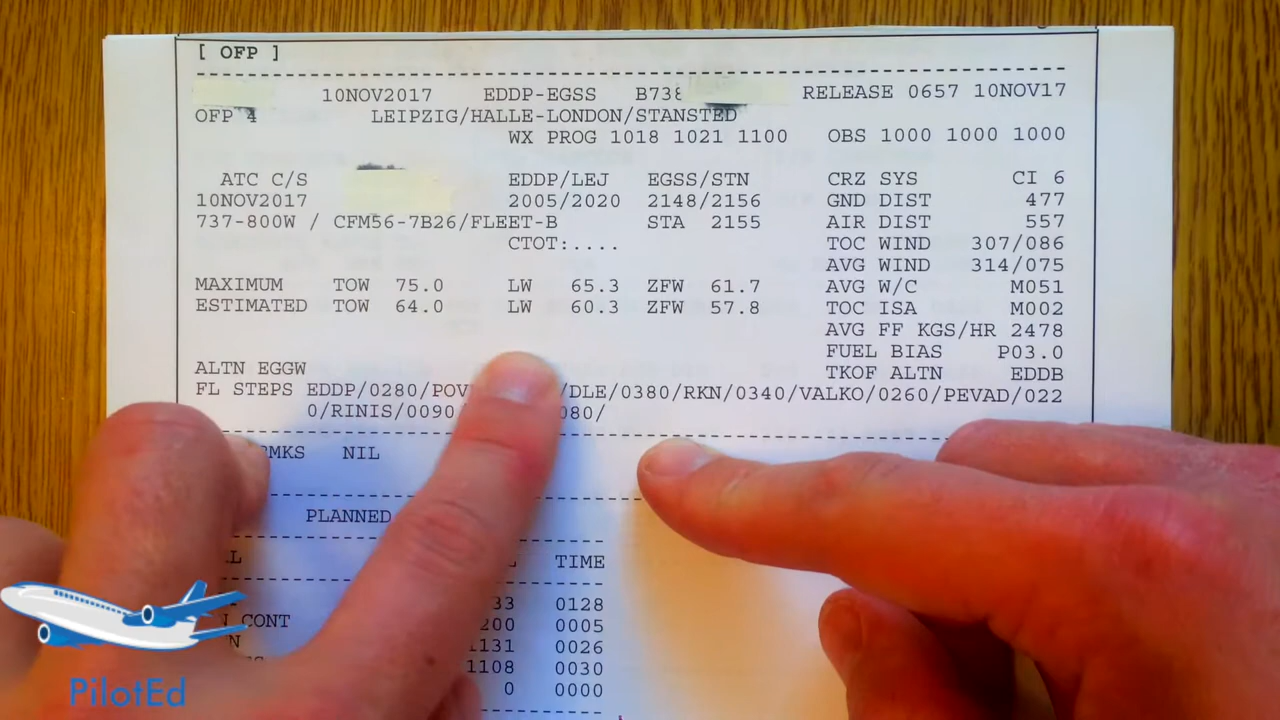 [ OFP ]
10NOV2017 EDDP-EGSS B738 RELEASE 0657 10NOV17
OFP 4 LEIPZIG/HALLE-LONDON/STANSTED
WX PROG 1018 1021 1100 OBS 1000 1000 1000
ATC C/S EDDP/LEJ EGSS/STN CRZ SYS CI 6
10NOV2017 2005/2020 2148/2156 GND DIST 477
737-800W / CFM56-7B26/FLEET-B STA 2155 AIR DIST 557
CTOT:.... TOC WIND 307/086
AVG WIND 314/075
MAXIMUM TOW 75.0 LW 65.3 ZFW 61.7 AVG W/C M051
ESTIMATED TOW 64.0 LW 60.3 ZFW 57.8 TOC ISA M002
AVG FF KGS/HR 2478
FUEL BIAS P03.0
ALTN EGGW TKOF ALTN EDDB
FL STEPS EDDP/0280/ /DLE/0380/RKN/0340/VALKO/0260/PEVAD/022
0/RINIS/0090 080/
RMKS NIL
PLANNED
TIME
33 0128
CONT 200 0005
1131 0026
1108 0030
0 0000
PilotEd